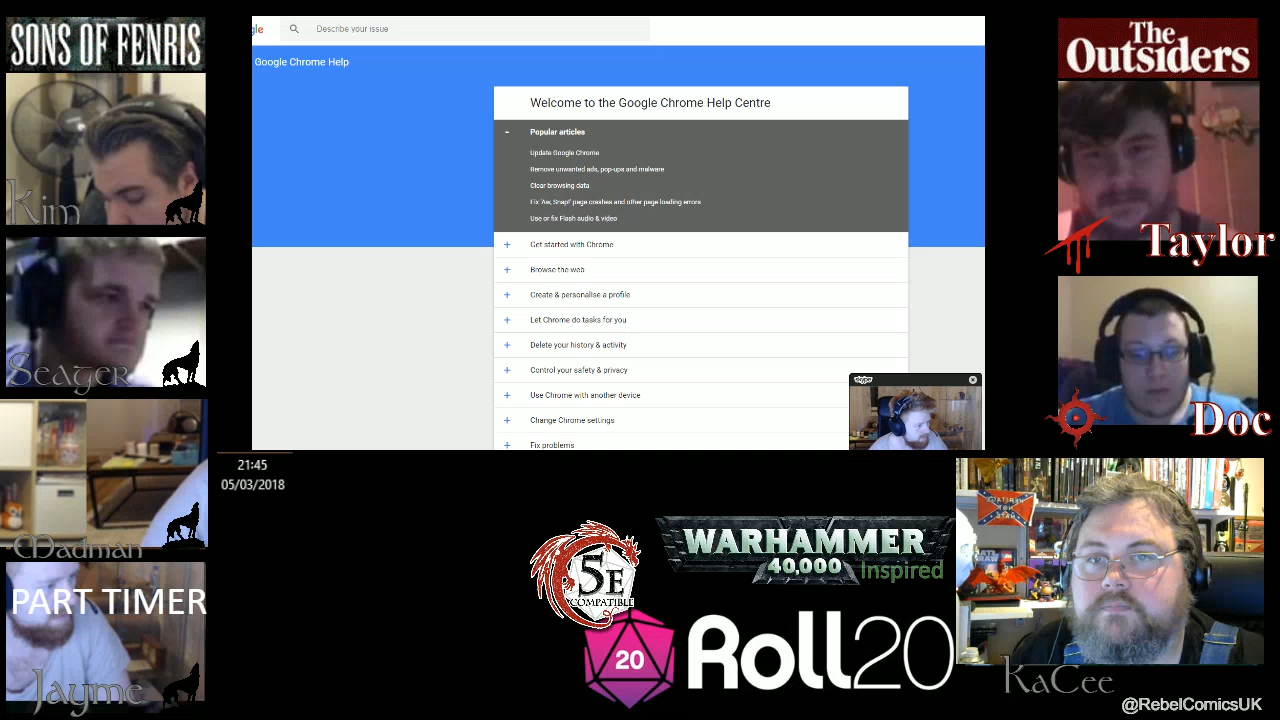 SONS OF FENRIS
Kim
Seager
Madman
PART TIMER
Jayme
gle
Describe your issue
Google Chrome Help
Welcome to the Google Chrome Help Centre
- Popular articles
Update Google Chrome
Remove unwanted ads, pop-ups and malware
Clear browsing data
Fix 'Aw, Snap!' page crashes and other page loading errors
Use or fix Flash audio & video
+ Get started with Chrome
+ Browse the web
+ Create & personalise a profile
+ Let Chrome do tasks for you
+ Delete your history & activity
+ Control your safety & privacy
+ Use Chrome with another device
+ Change Chrome settings
+ Fix problems
skype
21:45
05/03/2018
5E
COMPATIBLE
WARHAMMER
40,000
Inspired
20
Roll20
The
Outsiders
Taylor
Doc
KaCee
@RebelComicsUK